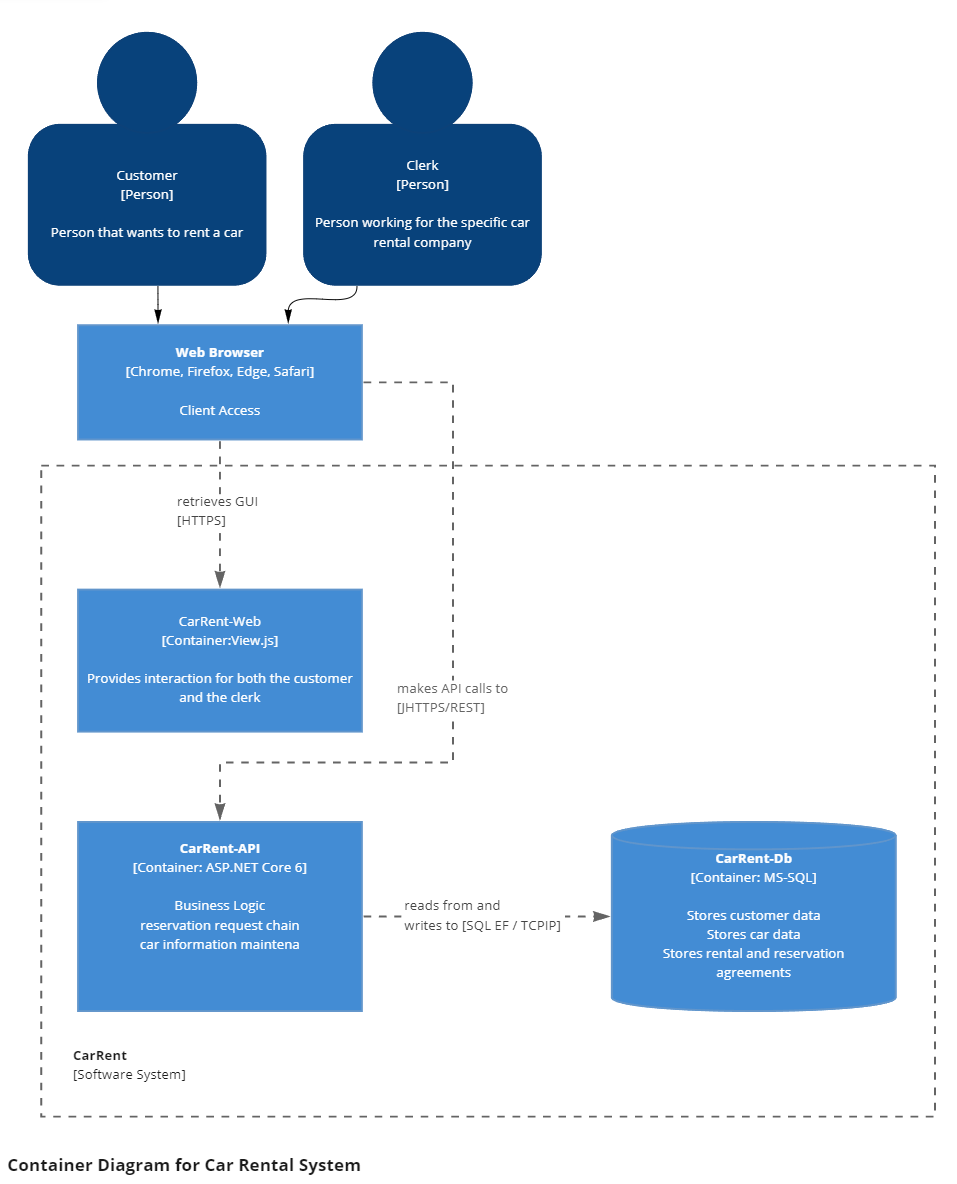 Customer
[Person]
Person that wants to rent a car
Clerk
[Person]
Person working for the specific car
rental company
Web Browser
[Chrome, Firefox, Edge, Safari]
Client Access
retrieves GUI
[HTTPS]
CarRent-Web
[Container:View.js]
Provides interaction for both the customer
and the clerk
makes API calls to
[JHTTPS/REST]
CarRent-API
[Container: ASP.NET Core 6]
Business Logic
reservation request chain
car information maintena
reads from and
writes to [SQL EF / TCPIP]
CarRent-Db
[Container: MS-SQL]
Stores customer data
Stores car data
Stores rental and reservation
agreements
CarRent
[Software System]
Container Diagram for Car Rental System